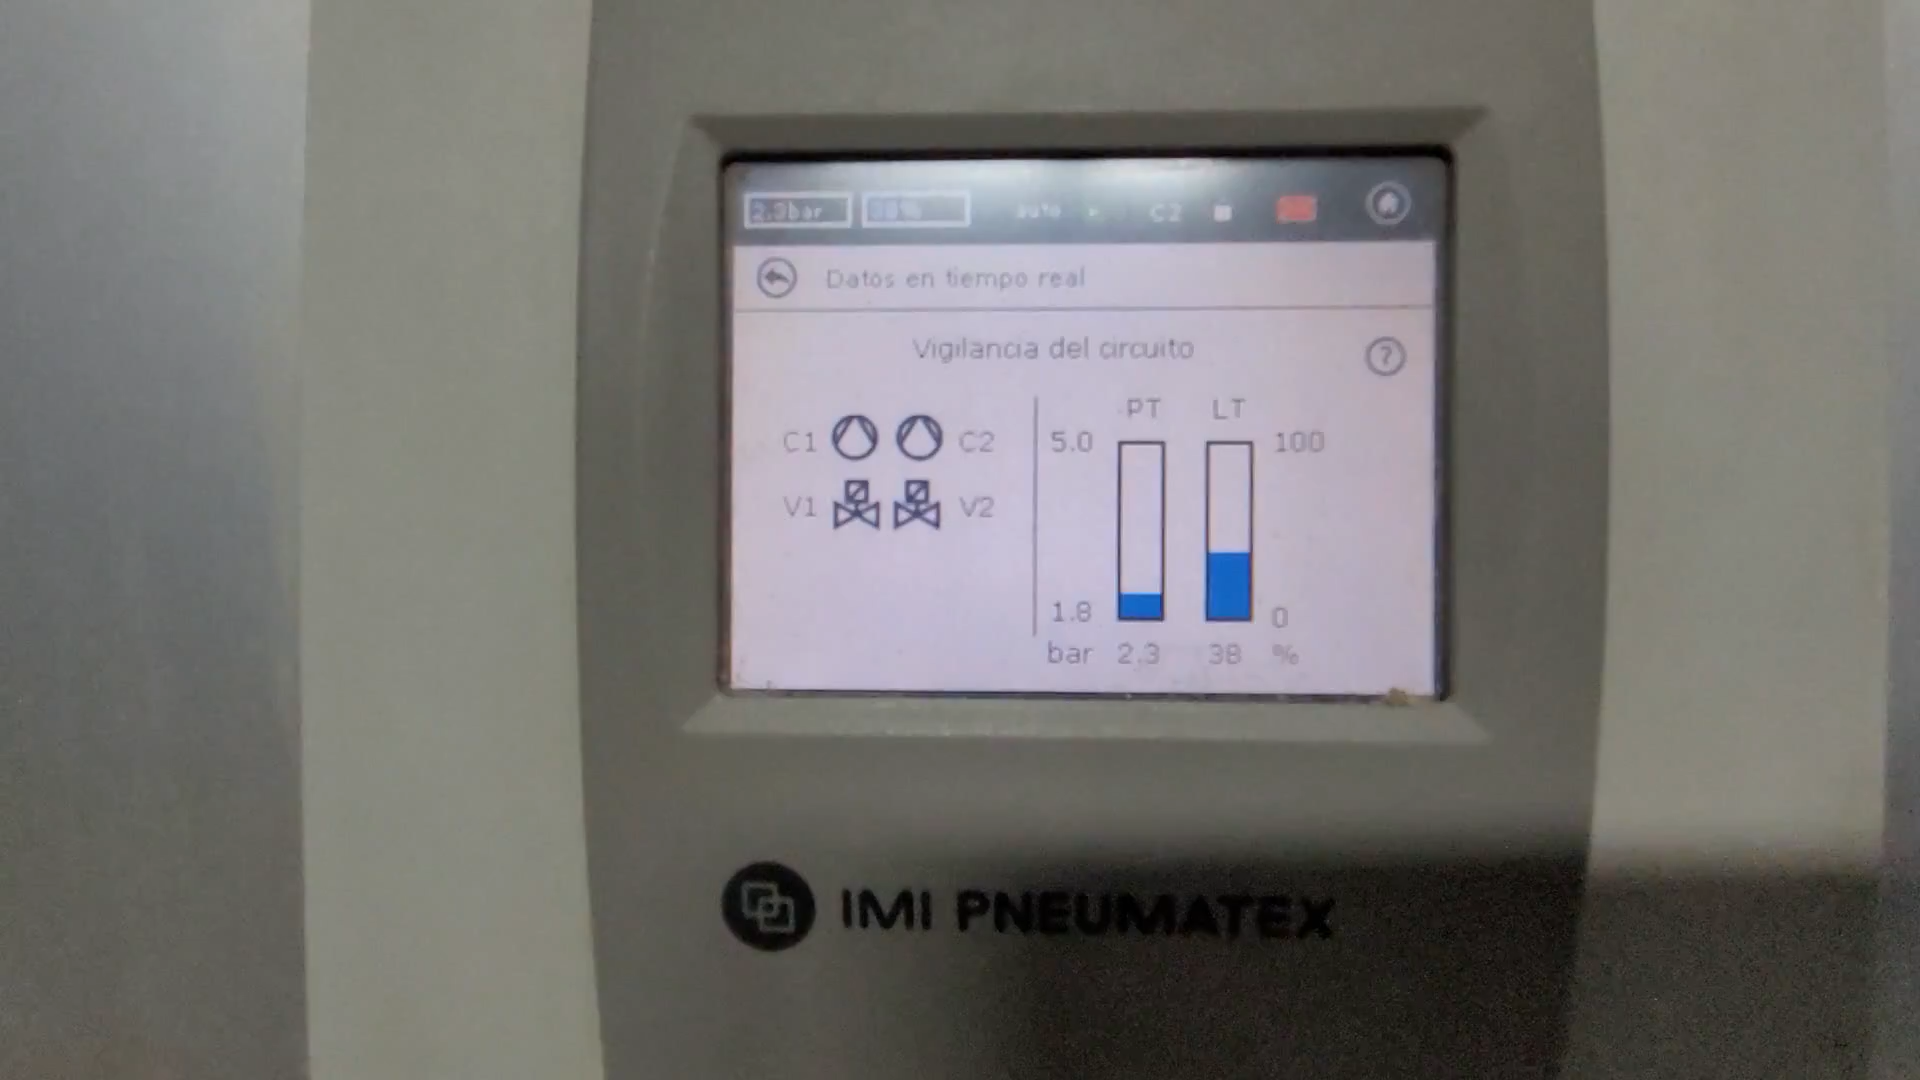 2.3bar 38% auto C2
Datos en tiempo real
Vigilancia del circuito
?
PT LT
C1 C2 5.0 100
V1 V2
1.8 0
bar 2.3 38 %
IMI PNEUMATEX